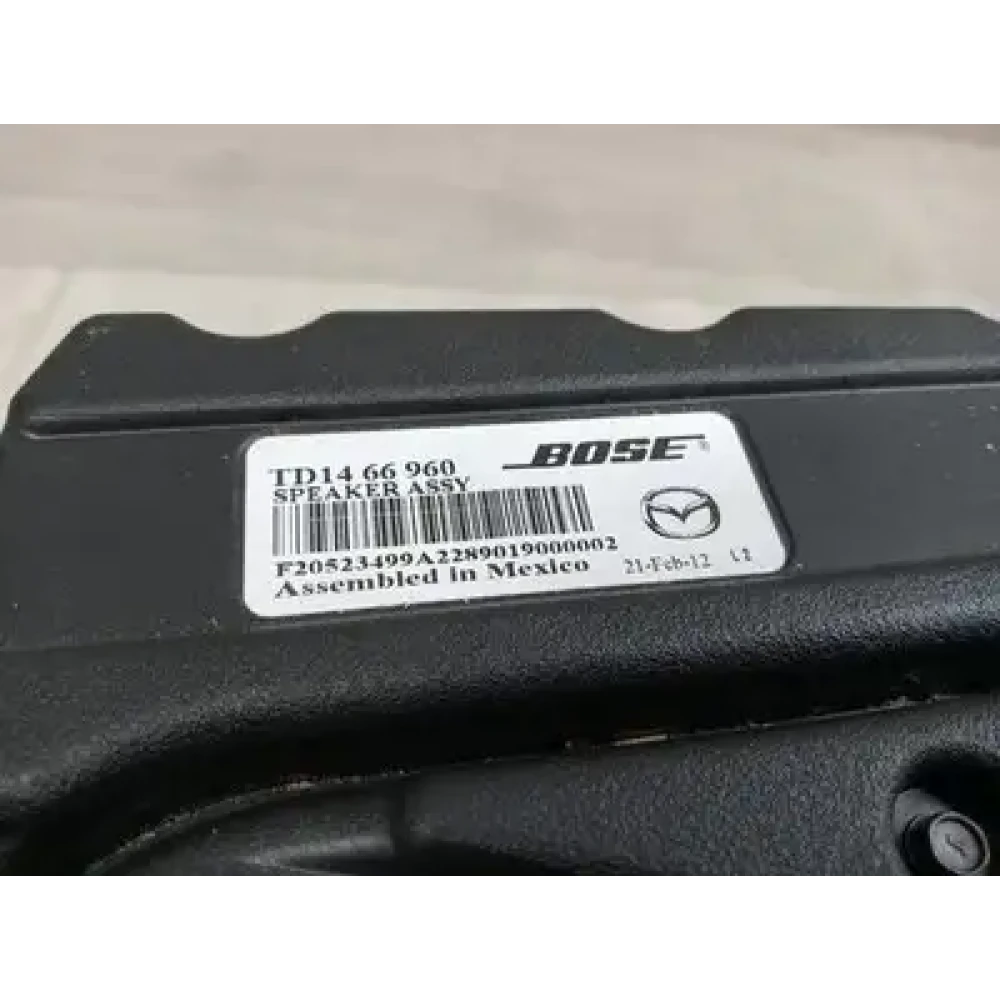 TD14 66 960
BOSE®
SPEAKER ASSY
F20523499A2289019000002
Assembled in Mexico
21-Feb-12